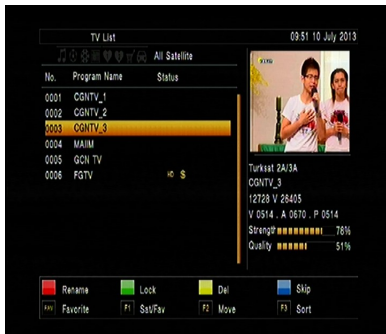 TV List
09:51 10 July 2013
All Satellite
No. Program Name Status
0001 CGNTV_1
0002 CGNTV_2
0003 CGNTV_3
0004 MAIIM
0005 GCN TV
0006 FGTV HD $
Turksat 2A/3A
CGNTV_3
12728 V 28405
V 0514 . A 0670 . P 0514
Strength 78%
Quality 51%
Rename Lock Del Skip
FAV Favorite F1 Sat/Fav F2 Move F3 Sort